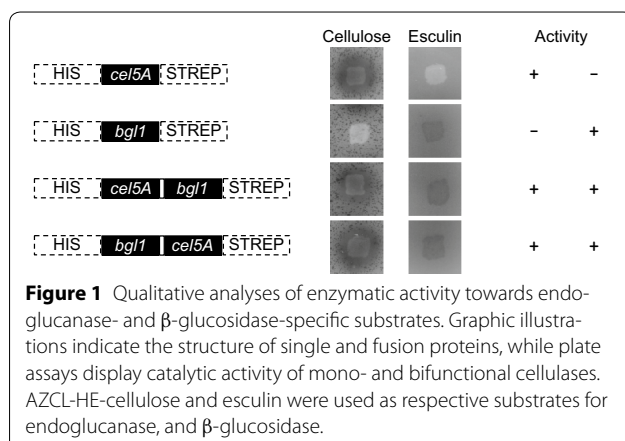 Cellulose Esculin Activity
HIS cel5A STREP + –
HIS bgl1 STREP – +
HIS cel5A bgl1 STREP + +
HIS bgl1 cel5A STREP + +
Figure 1 Qualitative analyses of enzymatic activity towards endo-
glucanase- and β-glucosidase-specific substrates. Graphic illustra-
tions indicate the structure of single and fusion proteins, while plate
assays display catalytic activity of mono- and bifunctional cellulases.
AZCL-HE-cellulose and esculin were used as respective substrates for
endoglucanase, and β-glucosidase.